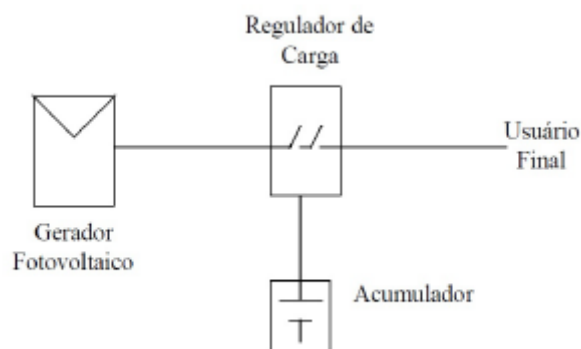 Regulador de
Carga
Usuário
Final
Gerador
Fotovoltaico
Acumulador